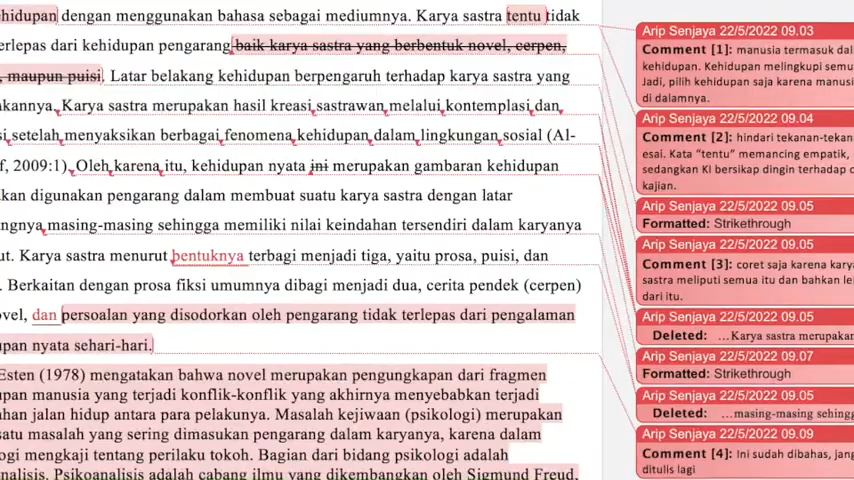 hidupan dengan menggunakan bahasa sebagai mediumnya. Karya sastra tentu tidak
erlepas dari kehidupan pengarang baik karya sastra yang berbentuk novel, cerpen,
, maupun puisi. Latar belakang kehidupan berpengaruh terhadap karya sastra yang
akannya. Karya sastra merupakan hasil kreasi sastrawan melalui kontemplasi dan
si setelah menyaksikan berbagai fenomena kehidupan dalam lingkungan sosial (Al-
f, 2009:1). Oleh karena itu, kehidupan nyata ini merupakan gambaran kehidupan
kan digunakan pengarang dalam membuat suatu karya sastra dengan latar
ngnya masing-masing sehingga memiliki nilai keindahan tersendiri dalam karyanya
ut. Karya sastra menurut bentuknya terbagi menjadi tiga, yaitu prosa, puisi, dan
. Berkaitan dengan prosa fiksi umumnya dibagi menjadi dua, cerita pendek (cerpen)
ovel, dan persoalan yang disodorkan oleh pengarang tidak terlepas dari pengalaman
upan nyata sehari-hari.
Esten (1978) mengatakan bahwa novel merupakan pengungkapan dari fragmen
upan manusia yang terjadi konflik-konflik yang akhirnya menyebabkan terjadi
ahan jalan hidup antara para pelakunya. Masalah kejiwaan (psikologi) merupakan
satu masalah yang sering dimasukan pengarang dalam karyanya, karena dalam
ogi mengkaji tentang perilaku tokoh. Bagian dari bidang psikologi adalah
nalisis. Psikoanalisis adalah cabang ilmu yang dikembangkan oleh Sigmund Freud,
Arip Senjaya 22/5/2022 09.03
Comment [1]: manusia termasuk dal
kehidupan. Kehidupan melingkupi semu
Jadi, pilih kehidupan saja karena manusi
di dalamnya.
Arip Senjaya 22/5/2022 09.04
Comment [2]: hindari tekanan-tekan
esai. Kata “tentu” memancing empatik,
sedangkan KI bersikap dingin terhadap o
kajian.
Arip Senjaya 22/5/2022 09.05
Formatted: Strikethrough
Arip Senjaya 22/5/2022 09.05
Comment [3]: coret saja karena karya
sastra meliputi semua itu dan bahkan le
dari itu.
Arip Senjaya 22/5/2022 09.05
Deleted: ...Karya sastra merupakan
Arip Senjaya 22/5/2022 09.07
Formatted: Strikethrough
Arip Senjaya 22/5/2022 09.05
Deleted: ...masing-masing sehingg
Arip Senjaya 22/5/2022 09.09
Comment [4]: Ini sudah dibahas, jang
ditulis lagi